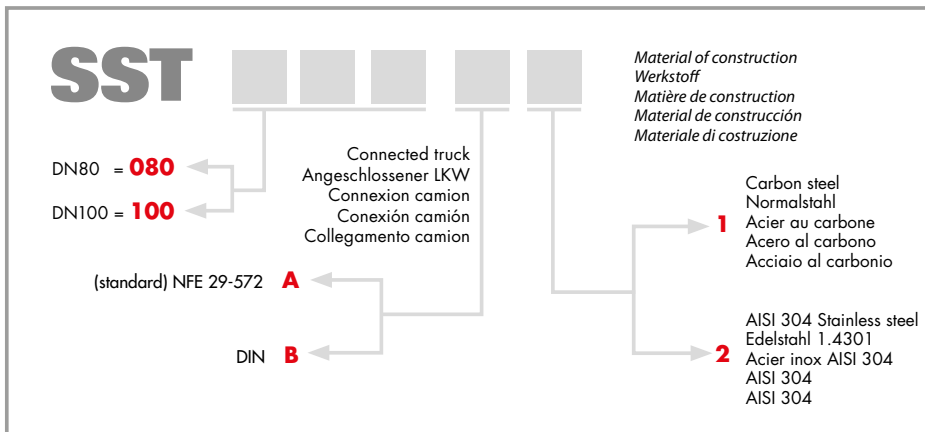 SST
Material of construction
Werkstoff
Matière de construction
Material de construcción
Materiale di costruzione
DN80 = 080
DN100 = 100
Connected truck
Angeschlossener LKW
Connexion camion
Conexión camión
Collegamento camion
(standard) NFE 29-572 A
DIN B
1
Carbon steel
Normalstahl
Acier au carbone
Acero al carbono
Acciaio al carbonio
2
AISI 304 Stainless steel
Edelstahl 1.4301
Acier inox AISI 304
AISI 304
AISI 304